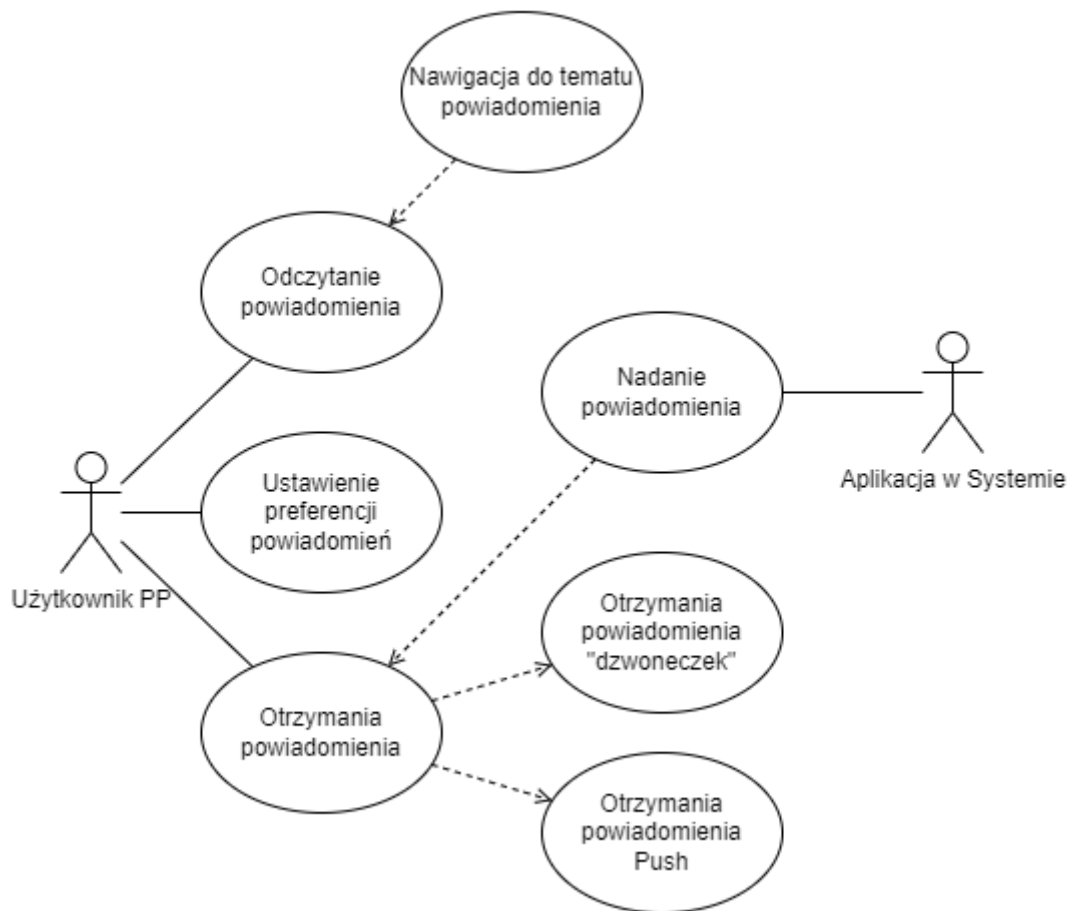 Nawigacja do tematu
powiadomienia
Odczytanie
powiadomienia
Nadanie
powiadomienia
Aplikacja w Systemie
Ustawienie
preferencji
powiadomień
Użytkownik PP
Otrzymania
powiadomienia
"dzwoneczek"
Otrzymania
powiadomienia
Otrzymania
powiadomienia
Push